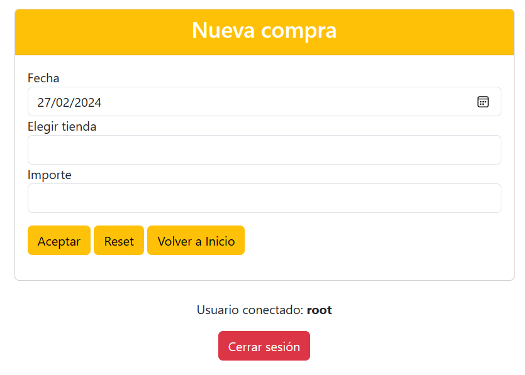 Nueva compra
Fecha
27/02/2024
Elegir tienda
Importe
Aceptar Reset Volver a Inicio
Usuario conectado: root
Cerrar sesión